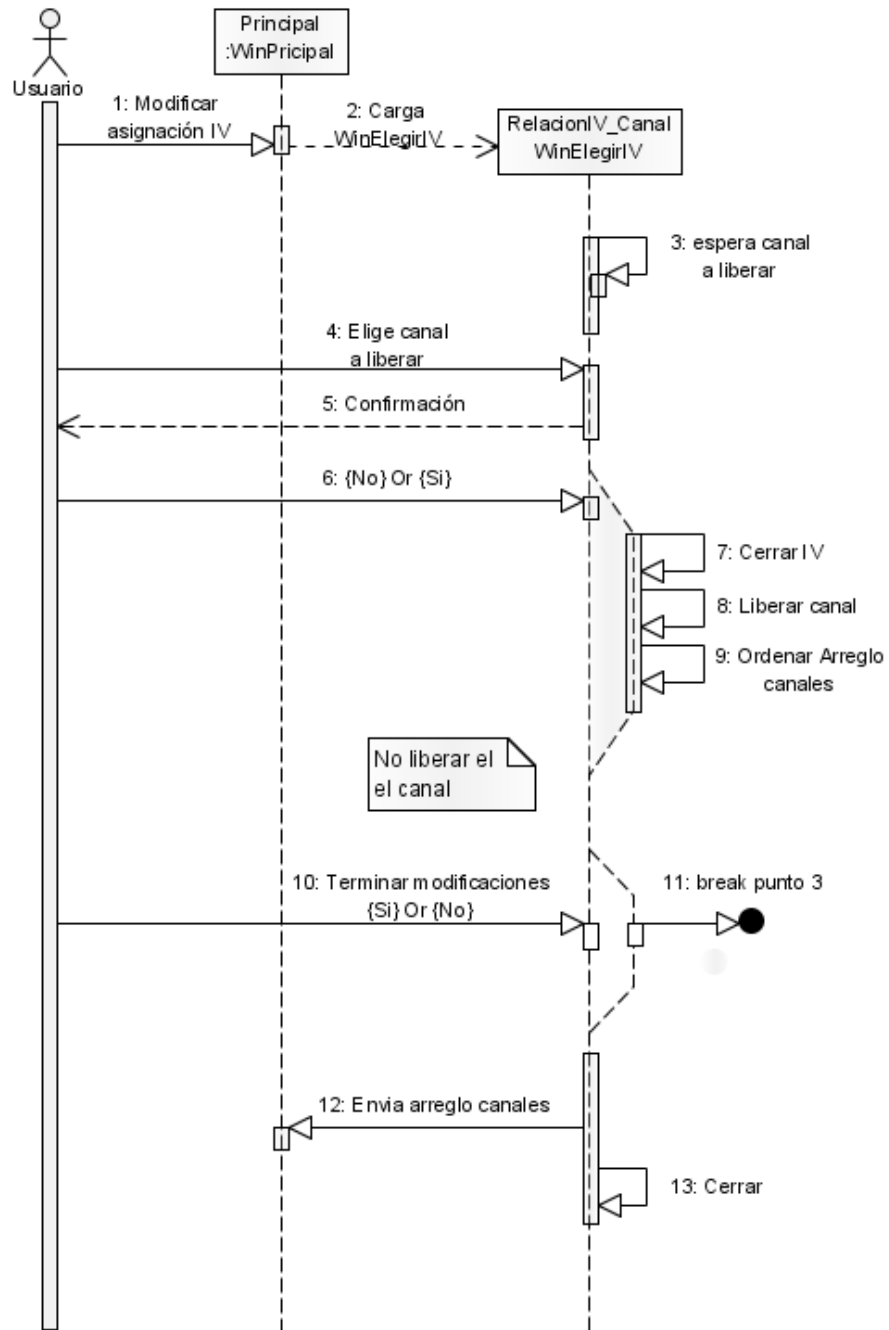 Principal
:WinPricipal
Usuario
1: Modificar
asignación IV
2: Carga
WinElegirIV
RelacionIV_Canal
WinElegirIV
3: espera canal
a liberar
4: Elige canal
a liberar
5: Confirmación
6: {No} Or {Si}
7: Cerrar IV
8: Liberar canal
9: Ordenar Arreglo
canales
No liberar el
el canal
10: Terminar modificaciones
{Si} Or {No}
11: break punto 3
12: Envia arreglo canales
13: Cerrar